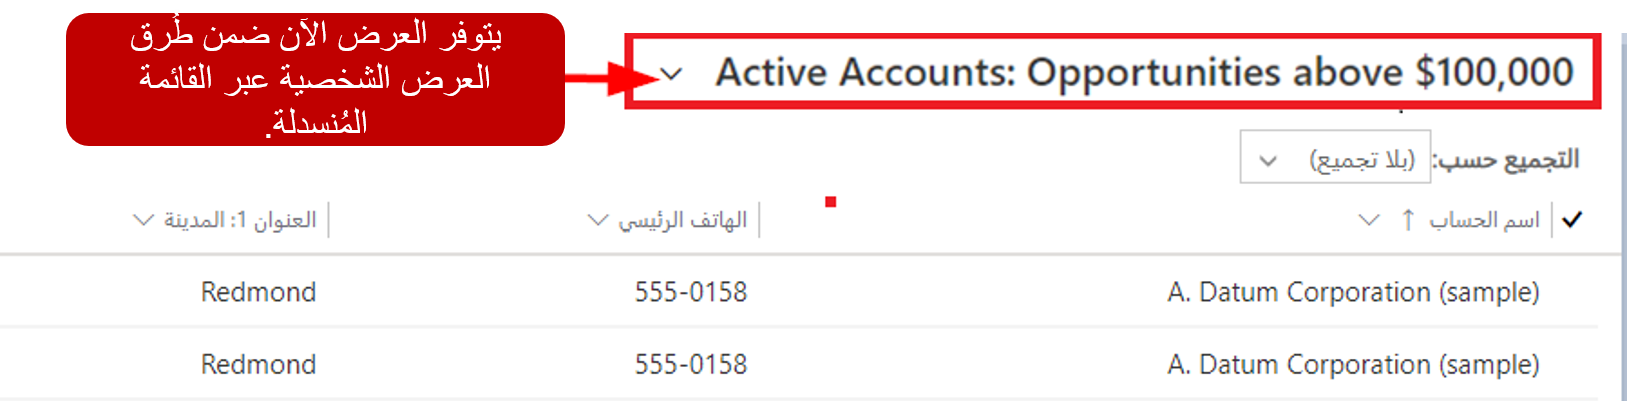 يتوفر العرض الآن ضمن طُرق
العرض الشخصية عبر القائمة
المُنسدلة.
Active Accounts: Opportunities above $100,000
التجميع حسب: (بلا تجميع)
اسم الحساب ↑ الهاتف الرئيسي العنوان 1: المدينة
A. Datum Corporation (sample) 555-0158 Redmond
A. Datum Corporation (sample) 555-0158 Redmond